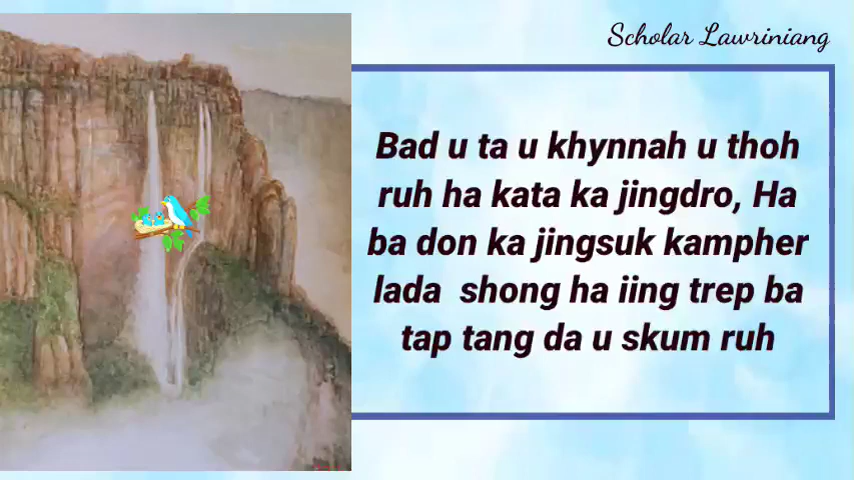 Scholar Lawriniang
Bad u ta u khynnah u thoh
ruh ha kata ka jingdro, Ha
ba don ka jingsuk kampher
lada shong ha iing trep ba
tap tang da u skum ruh